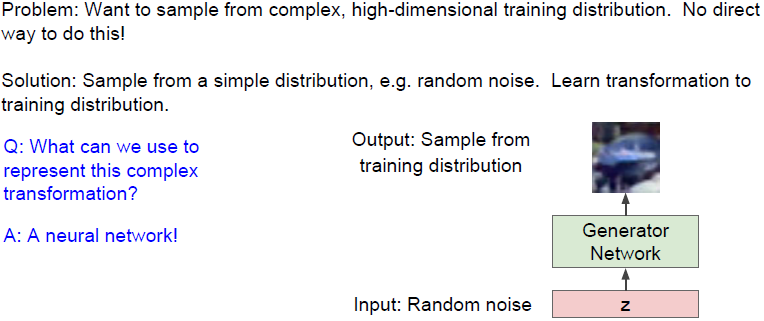 Problem: Want to sample from complex, high-dimensional training distribution. No direct
way to do this!
Solution: Sample from a simple distribution, e.g. random noise. Learn transformation to
training distribution.
Q: What can we use to
represent this complex
transformation?
A: A neural network!
Output: Sample from
training distribution
Generator
Network
Input: Random noise
z